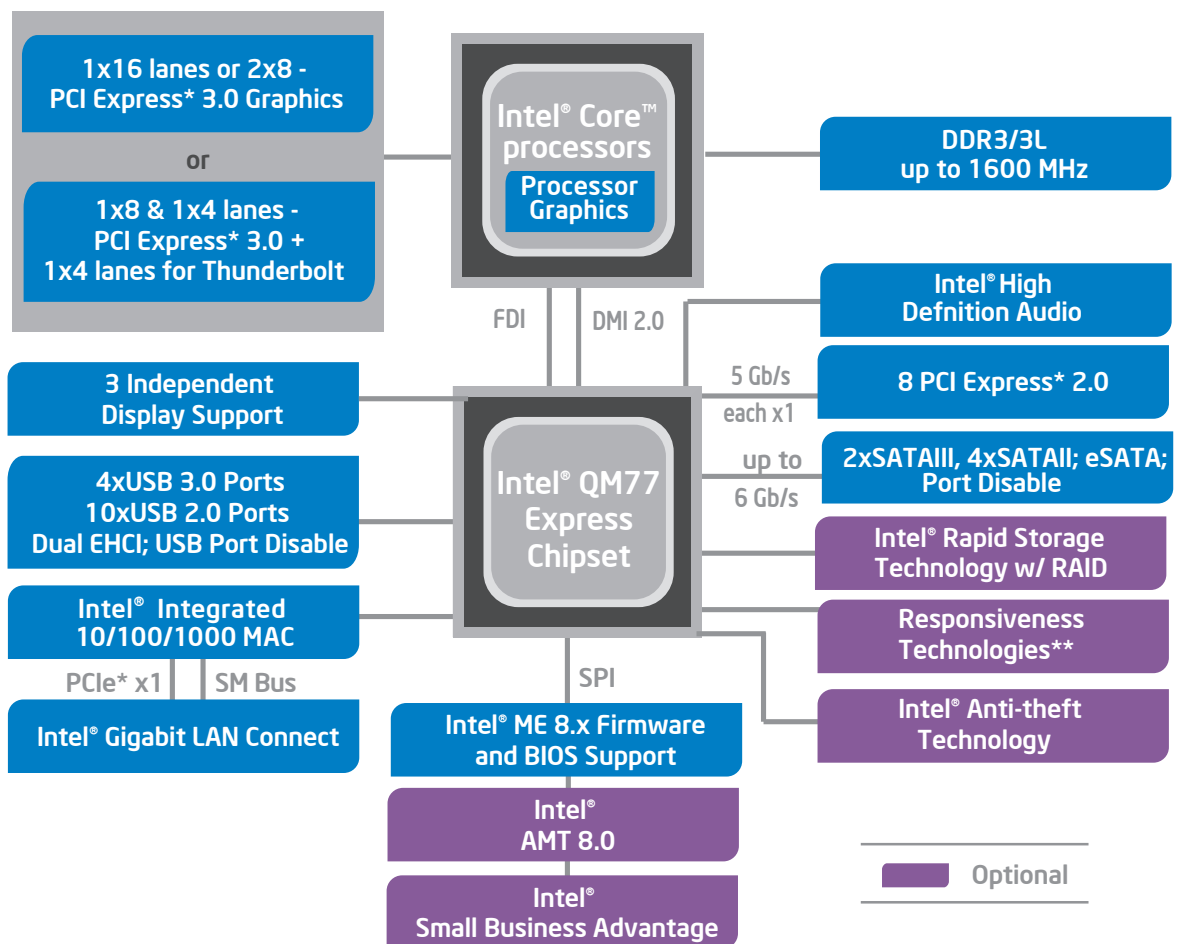 1x16 lanes or 2x8 -
PCI Express* 3.0 Graphics
or
1x8 & 1x4 lanes -
PCI Express* 3.0 +
1x4 lanes for Thunderbolt
Intel® Core™
processors
Processor
Graphics
DDR3/3L
up to 1600 MHz
FDI
DMI 2.0
Intel® High
Defnition Audio
3 Independent
Display Support
5 Gb/s
each x1
8 PCI Express* 2.0
4xUSB 3.0 Ports
10xUSB 2.0 Ports
Dual EHCI; USB Port Disable
Intel® QM77
Express
Chipset
up to
6 Gb/s
2xSATAIII, 4xSATAII; eSATA;
Port Disable
Intel® Rapid Storage
Technology w/ RAID
Intel® Integrated
10/100/1000 MAC
Responsiveness
Technologies**
PCIe* x1
SM Bus
SPI
Intel® Gigabit LAN Connect
Intel® ME 8.x Firmware
and BIOS Support
Intel® Anti-theft
Technology
Intel®
AMT 8.0
Intel®
Small Business Advantage
Optional